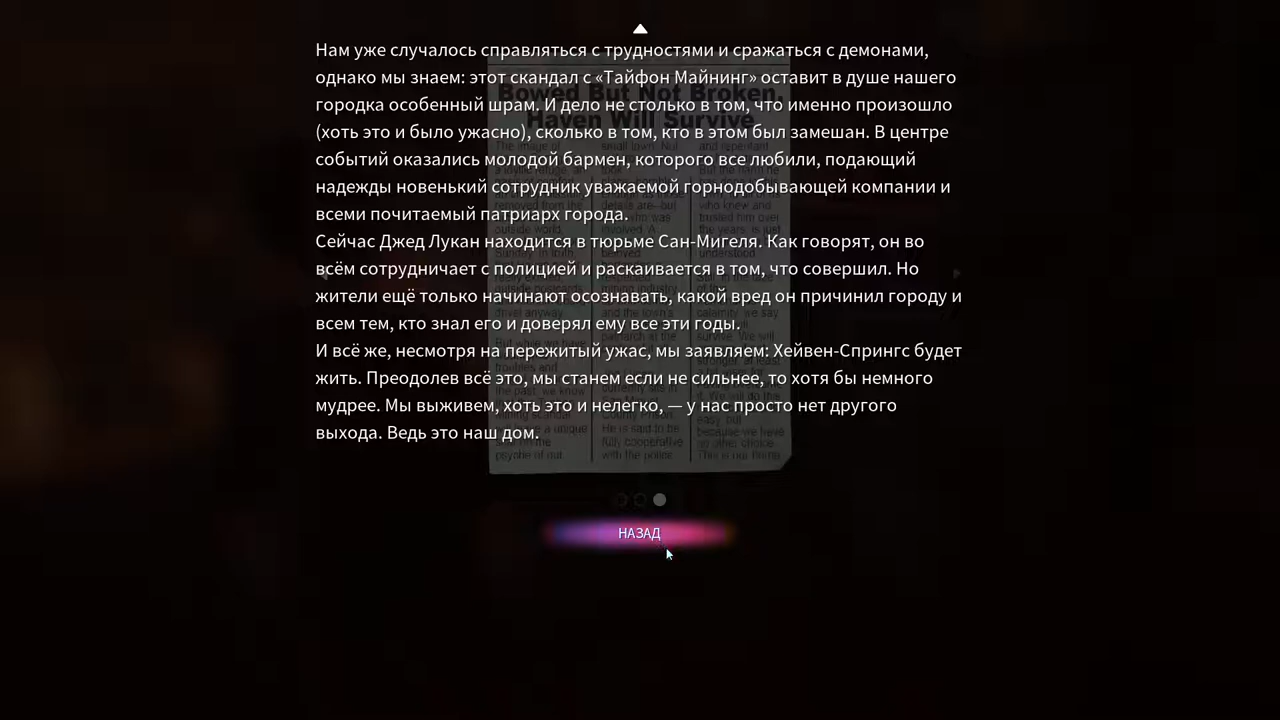 Нам уже случалось справляться с трудностями и сражаться с демонами,
однако мы знаем: этот скандал с «Тайфон Майнинг» оставит в душе нашего
городка особенный шрам. И дело не столько в том, что именно произошло
(хоть это и было ужасно), сколько в том, кто в этом был замешан. В центре
событий оказались молодой бармен, которого все любили, подающий
надежды новенький сотрудник уважаемой горнодобывающей компании и
всеми почитаемый патриарх города.
Сейчас Джед Лукан находится в тюрьме Сан-Мигеля. Как говорят, он во
всём сотрудничает с полицией и раскаивается в том, что совершил. Но
жители ещё только начинают осознавать, какой вред он причинил городу и
всем тем, кто знал его и доверял ему все эти годы.
И всё же, несмотря на пережитый ужас, мы заявляем: Хейвен-Спрингс будет
жить. Преодолев всё это, мы станем если не сильнее, то хотя бы немного
мудрее. Мы выживем, хоть это и нелегко, — у нас просто нет другого
выхода. Ведь это наш дом.
Bowed But Not Broken,
Haven Will Survive
НАЗАД